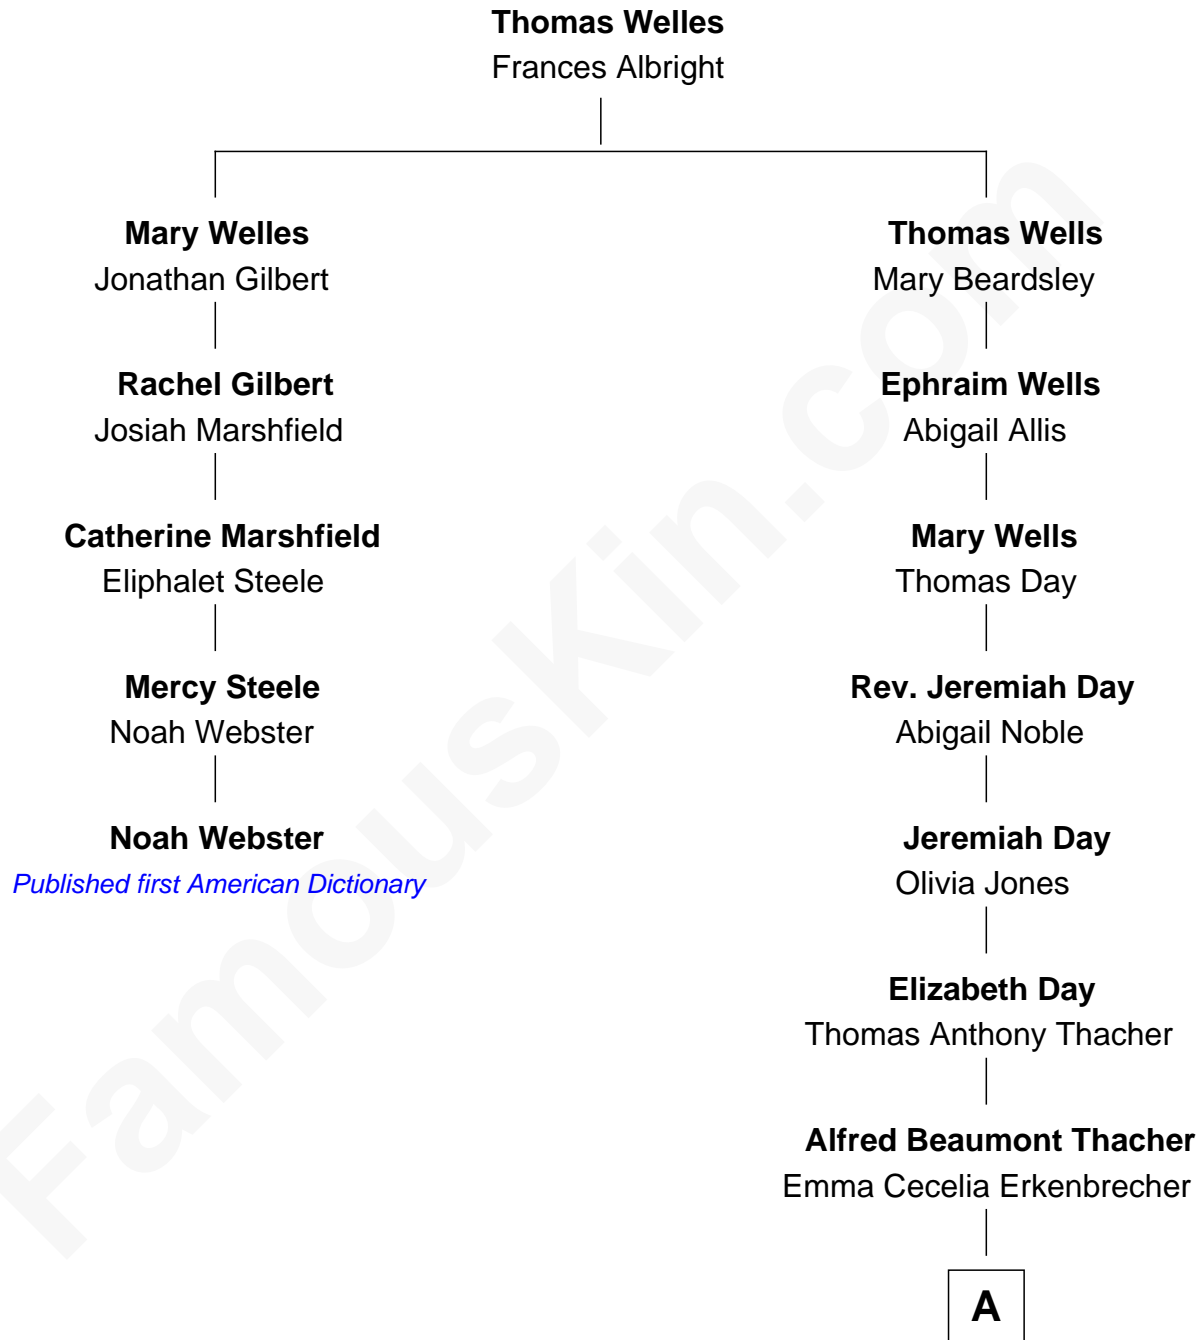 Thomas Welles
Frances Albright
Mary Welles
Jonathan Gilbert
Rachel Gilbert
Josiah Marshfield
Catherine Marshfield
Eliphalet Steele
Mercy Steele
Noah Webster
Noah Webster
Published first American Dictionary
Thomas Wells
Mary Beardsley
Ephraim Wells
Abigail Allis
Mary Wells
Thomas Day
Rev. Jeremiah Day
Abigail Noble
Jeremiah Day
Olivia Jones
Elizabeth Day
Thomas Anthony Thacher
Alfred Beaumont Thacher
Emma Cecelia Erkenbrecher
A
FamousKin.com